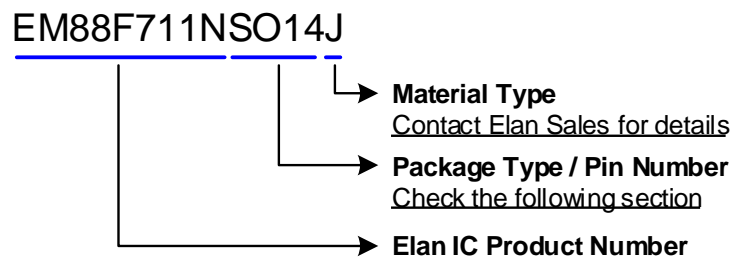 EM88F711NSO14J
Material Type
Contact Elan Sales for details
Package Type / Pin Number
Check the following section
Elan IC Product Number